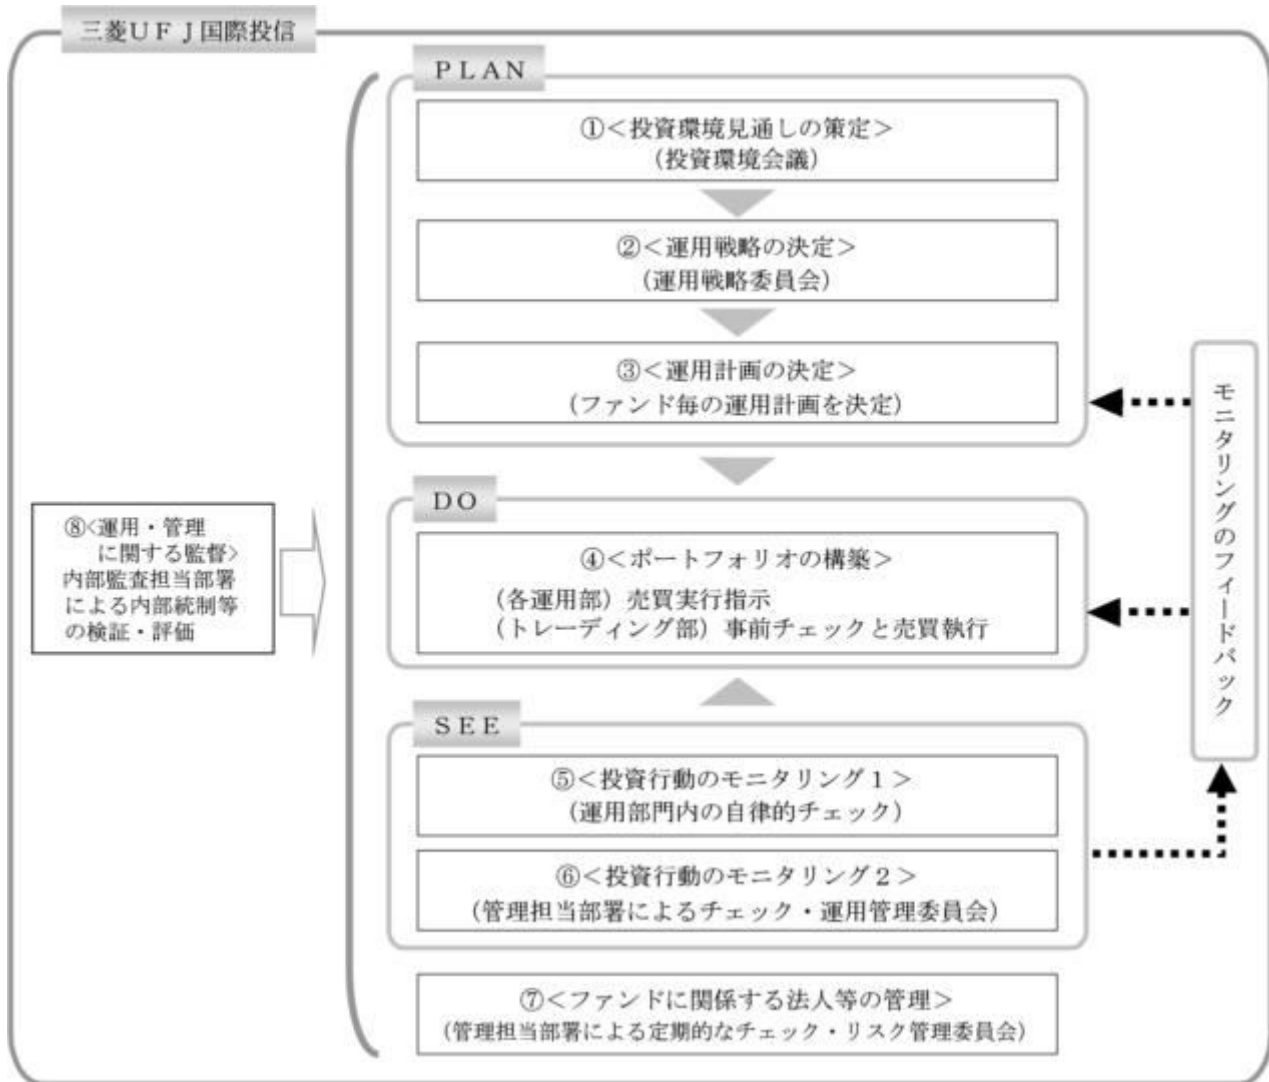 三菱ＵＦＪ国際投信
ＰＬＡＮ
①＜投資環境見通しの策定＞
（投資環境会議）
②＜運用戦略の決定＞
（運用戦略委員会）
③＜運用計画の決定＞
（ファンド毎の運用計画を決定）
ＤＯ
④＜ポートフォリオの構築＞
（各運用部）売買実行指示
（トレーディング部）事前チェックと売買執行
ＳＥＥ
⑤＜投資行動のモニタリング１＞
（運用部門内の自律的チェック）
⑥＜投資行動のモニタリング２＞
（管理担当部署によるチェック・運用管理委員会）
⑦＜ファンドに関係する法人等の管理＞
（管理担当部署による定期的なチェック・リスク管理委員会）
⑧<運用・管理
に関する監督>
内部監査担当部署
による内部統制等
の検証・評価
モニタリングのフィードバック